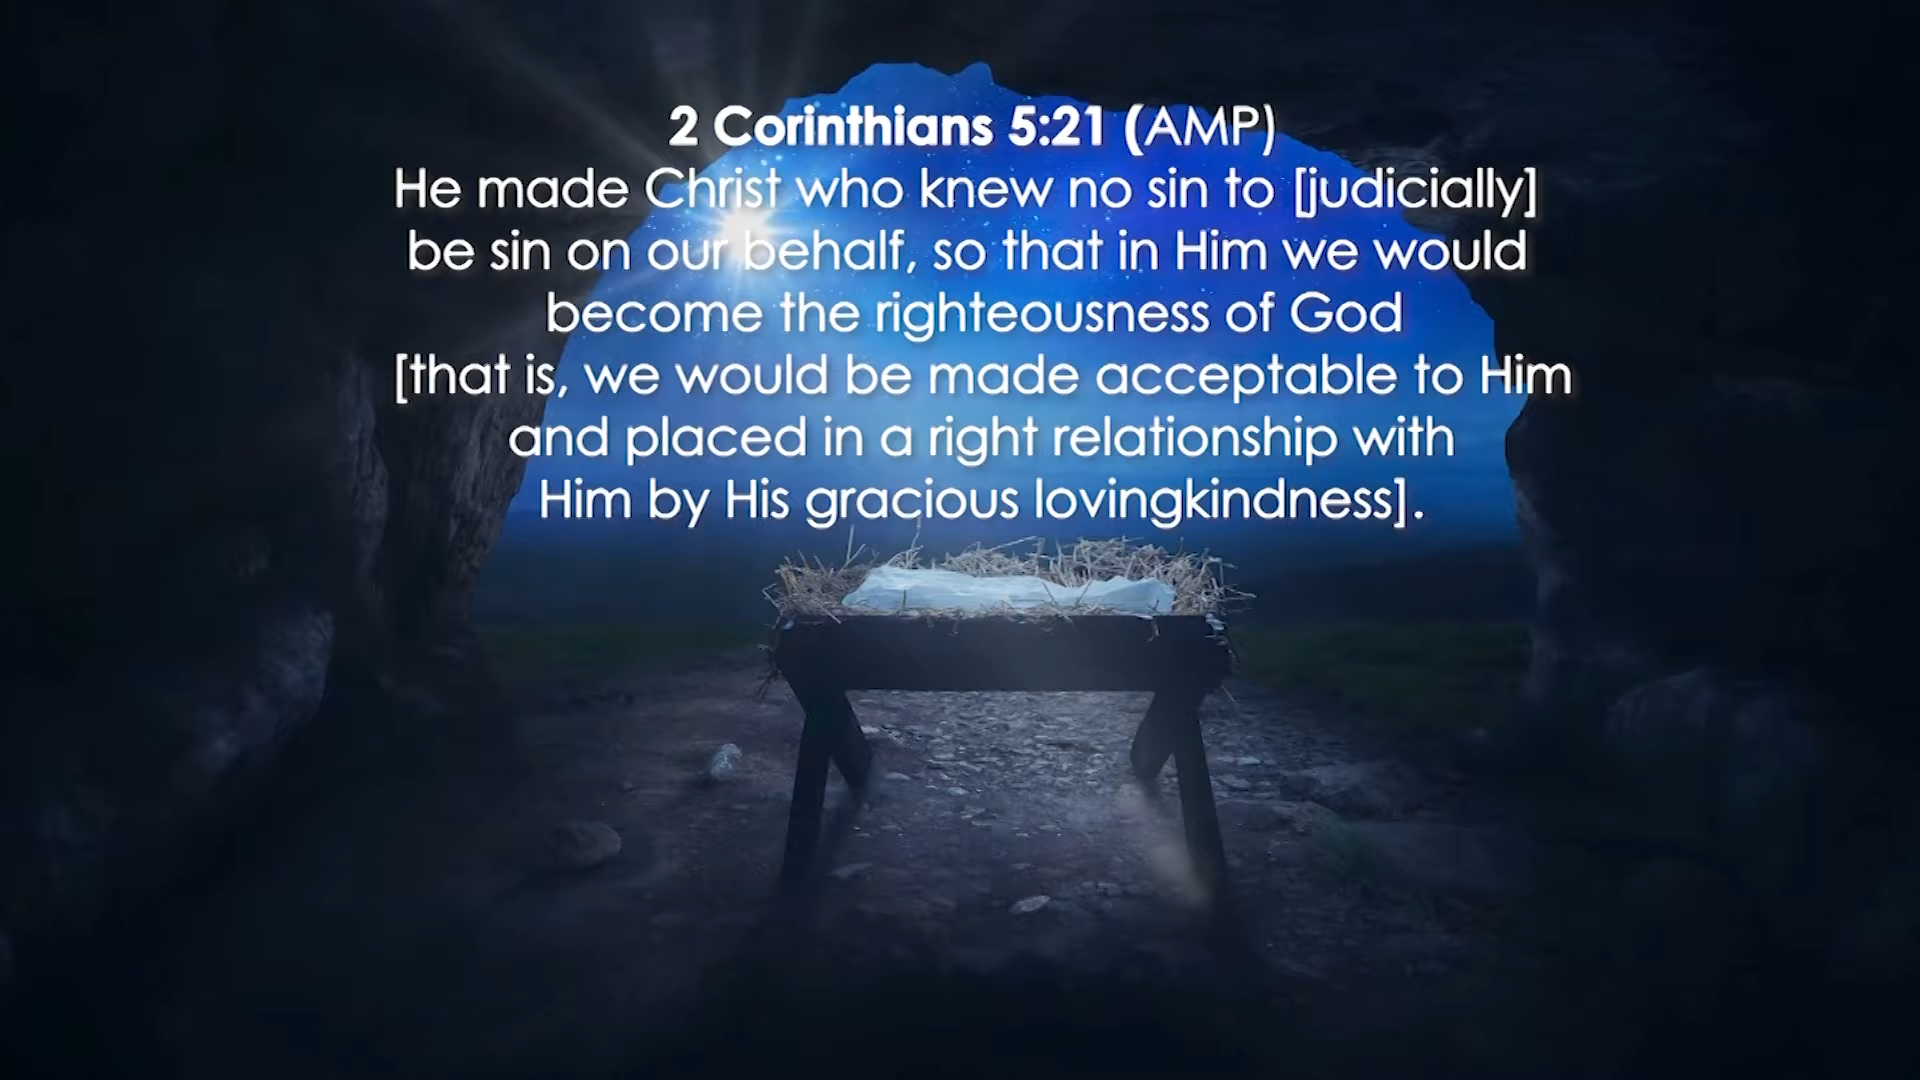 2 Corinthians 5:21 (AMP)
He made Christ who knew no sin to [judicially]
be sin on our behalf, so that in Him we would
become the righteousness of God
[that is, we would be made acceptable to Him
and placed in a right relationship with
Him by His gracious lovingkindness].